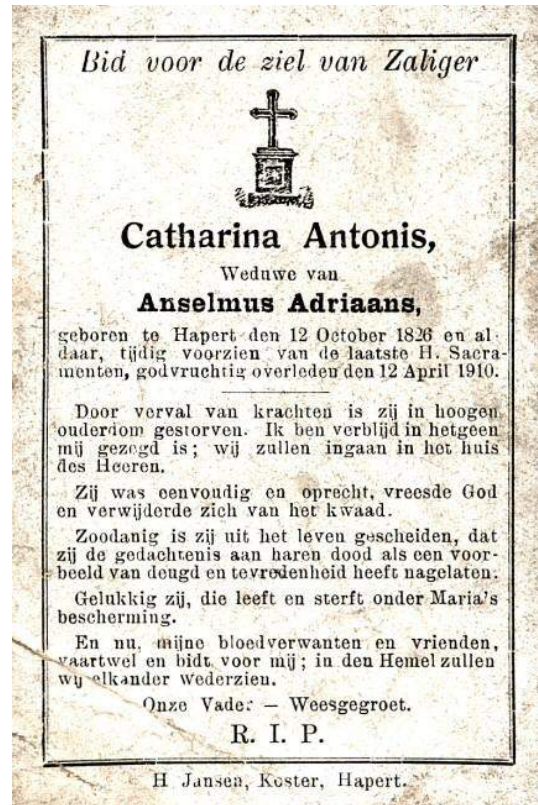 Bid voor de ziel van Zaliger
Catharina Antonis,
Weduwe van
Anselmus Adriaans,
geboren te Hapert den 12 October 1826 en al-
daar, tijdig voorzien van de laatste H. Sacra-
menten, godvruchtig overleden den 12 April 1910.
Door verval van krachten is zij in hoogen
ouderdom gestorven. Ik ben verblijd in hetgeen
mij gezegd is; wij zullen ingaan in het huis
des Heeren.
Zij was eenvoudig en oprecht, vreesde God
en verwijderde zich van het kwaad.
Zoodanig is zij uit het leven gescheiden, dat
zij de gedachtenis aan haren dood als een voor-
beeld van deugd en tevredenheid heeft nagelaten.
Gelukkig zij, die leeft en sterft onder Maria's
bescherming.
En nu, mijne bloedverwanten en vrienden,
vaartwel en bidt voor mij; in den Hemel zullen
wij elkander wederzien.
Onze Vader — Weesgegroet.
R. I. P.
H Jansen, Koster, Hapert.